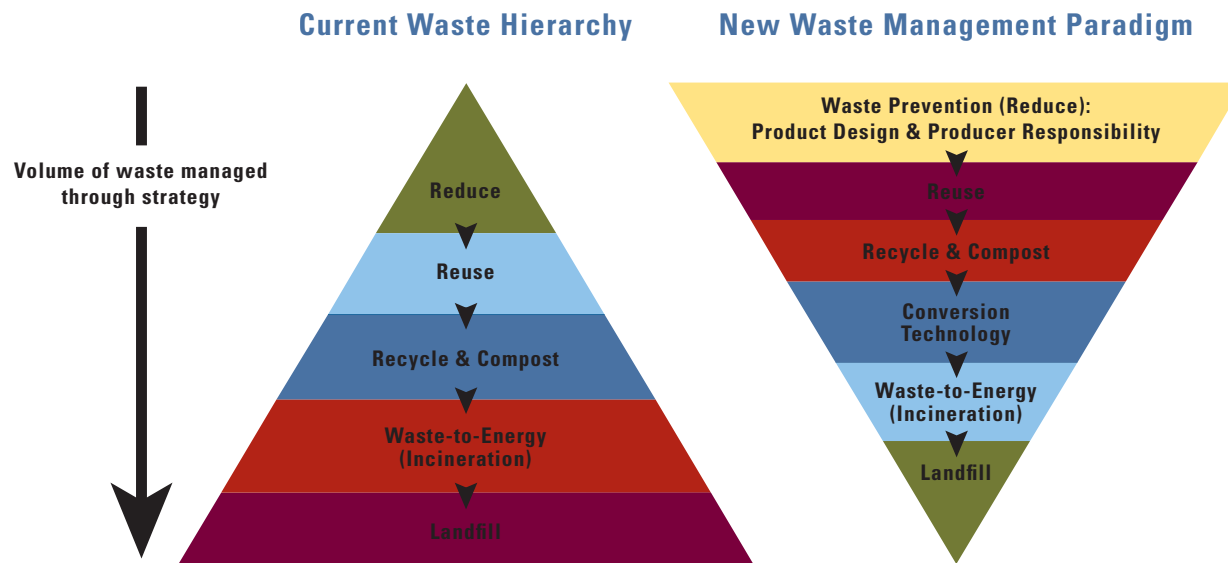 Current Waste Hierarchy
New Waste Management Paradigm
Volume of waste managed
through strategy
Reduce
Reuse
Recycle & Compost
Waste-to-Energy
(Incineration)
Landfill
Waste Prevention (Reduce):
Product Design & Producer Responsibility
Reuse
Recycle & Compost
Conversion
Technology
Waste-to-Energy
(Incineration)
Landfill